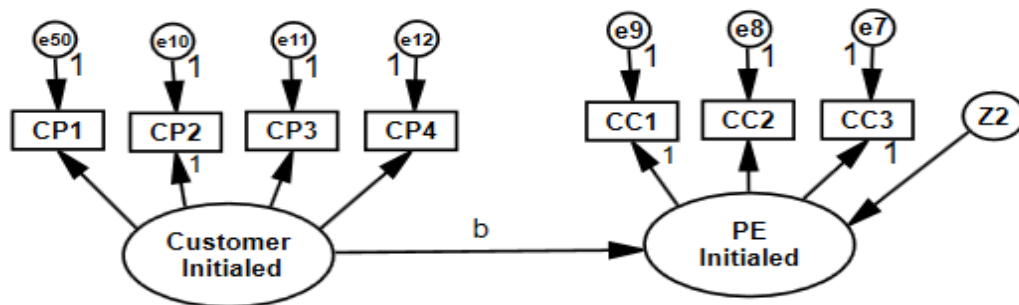 e50 e10 e11 e12 e9 e8 e7
1 1 1 1 1 1 1
CP1 CP2 CP3 CP4 CC1 CC2 CC3 Z2
1 1 1
b
Customer
Initialed
PE
Initialed